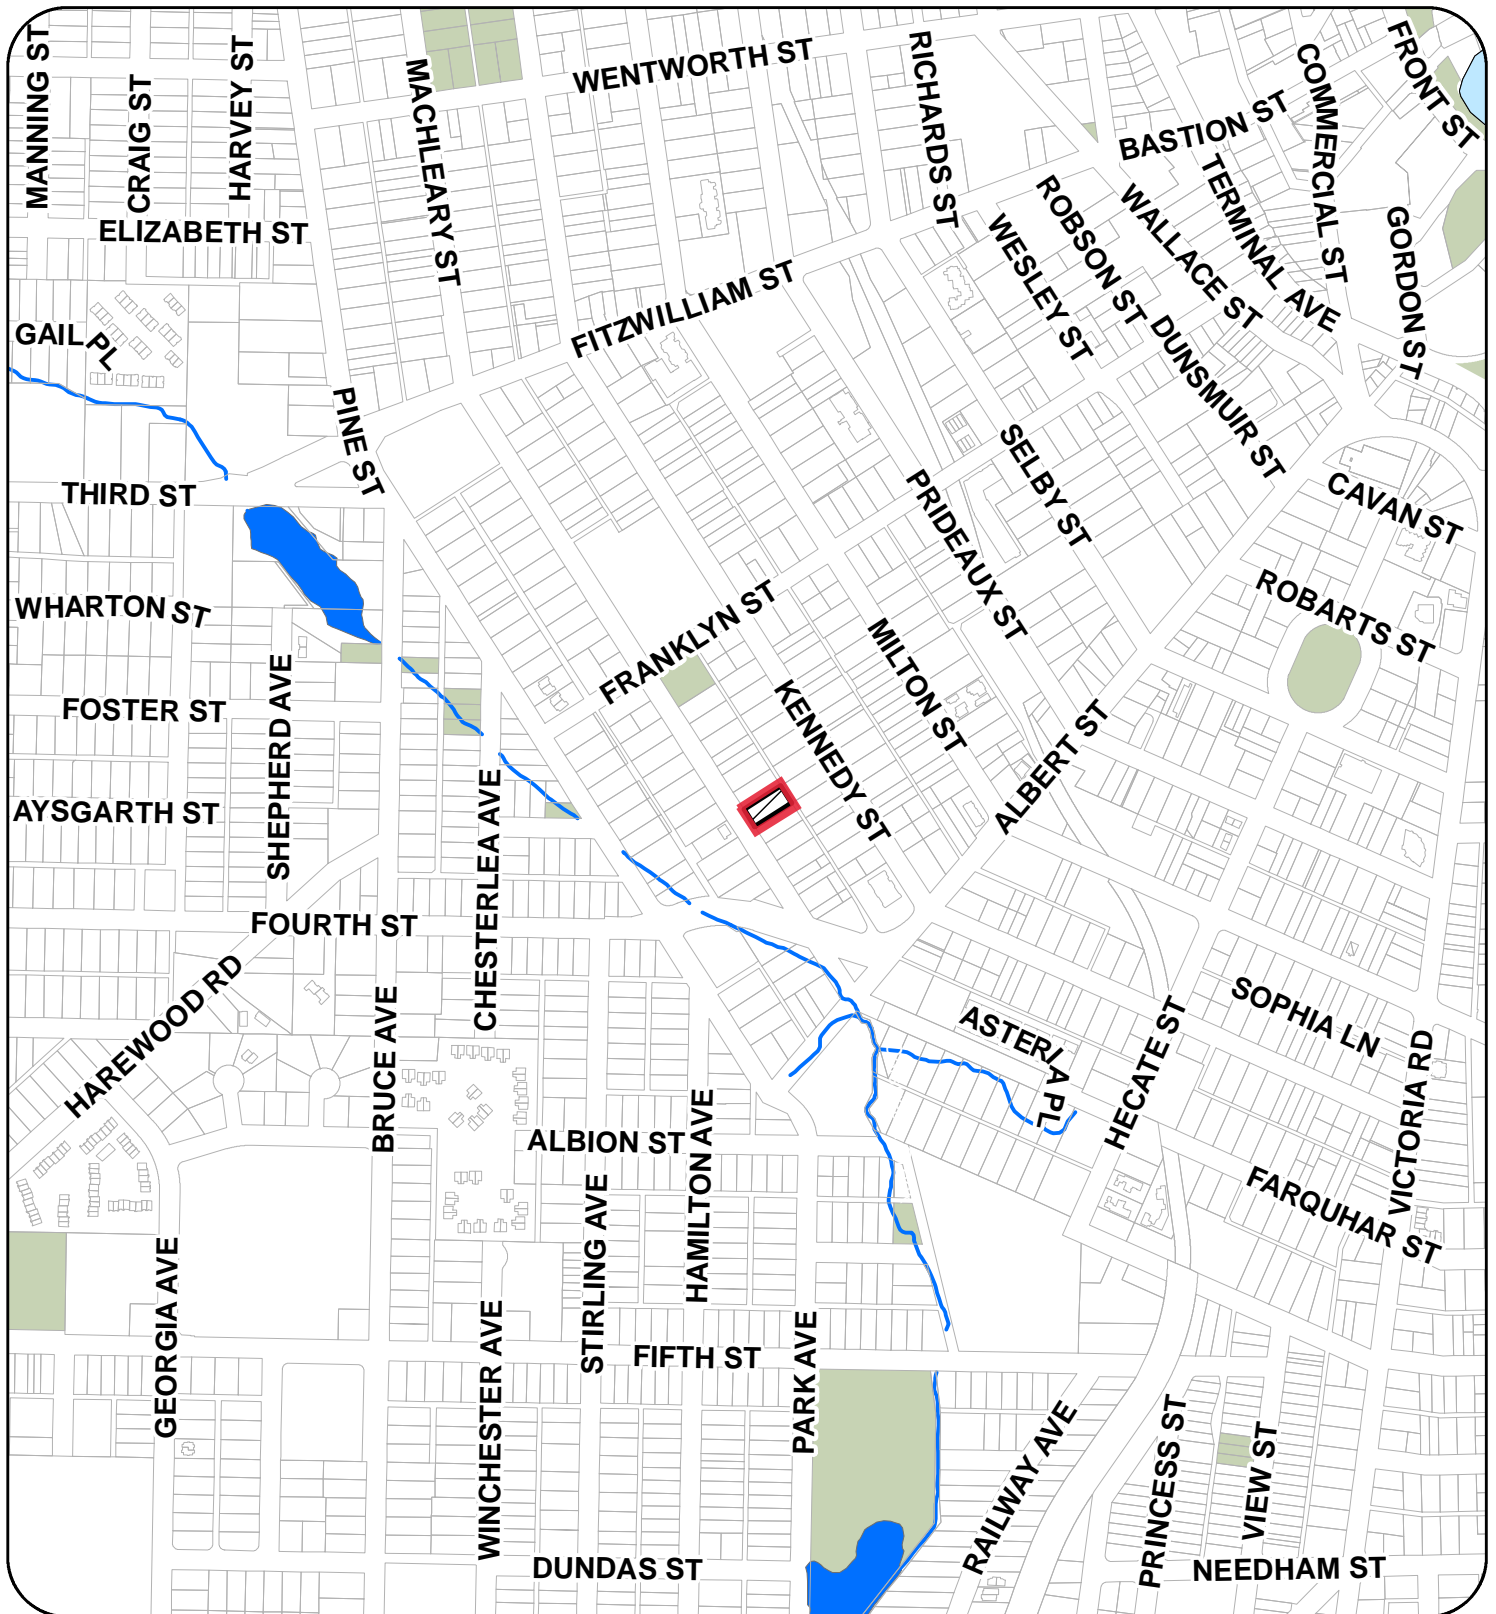 MANNING ST
CRAIG ST
HARVEY ST
MACHLEARY ST
WENTWORTH ST
RICHARDS ST
BASTION ST
COMMERCIAL ST
FRONT ST
ELIZABETH ST
FITZWILLIAM ST
WESLEY ST
ROBSON ST
WALLACE ST
TERMINAL AVE
GORDON ST
GAIL PL
PINE ST
DUNSMUIR ST
THIRD ST
SELBY ST
PRIDEAUX ST
CAVAN ST
WHARTON ST
FRANKLYN ST
ROBARTS ST
FOSTER ST
SHEPHERD AVE
KENNEDY ST
MILTON ST
ALBERT ST
AYSGARTH ST
CHESTERLEA AVE
FOURTH ST
HAREWOOD RD
BRUCE AVE
ASTERIA PL
HECATE ST
SOPHIA LN
VICTORIA RD
ALBION ST
HAMILTON AVE
STIRLING AVE
FARQUHAR ST
GEORGIA AVE
WINCHESTER AVE
FIFTH ST
PARK AVE
RAILWAY AVE
PRINCESS ST
VIEW ST
DUNDAS ST
NEEDHAM ST